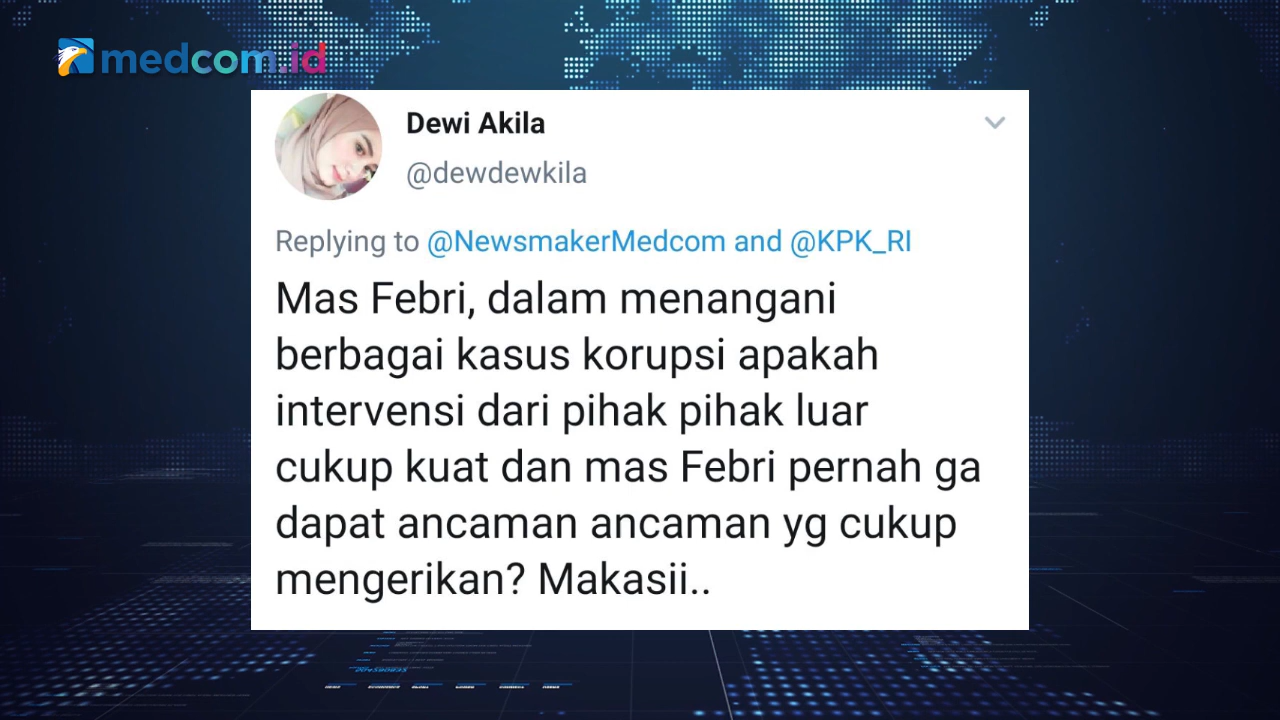 medcom.id
Dewi Akila
@dewdewkila
Replying to @NewsmakerMedcom and @KPK_RI
Mas Febri, dalam menangani
berbagai kasus korupsi apakah
intervensi dari pihak pihak luar
cukup kuat dan mas Febri pernah ga
dapat ancaman ancaman yg cukup
mengerikan? Makasii..